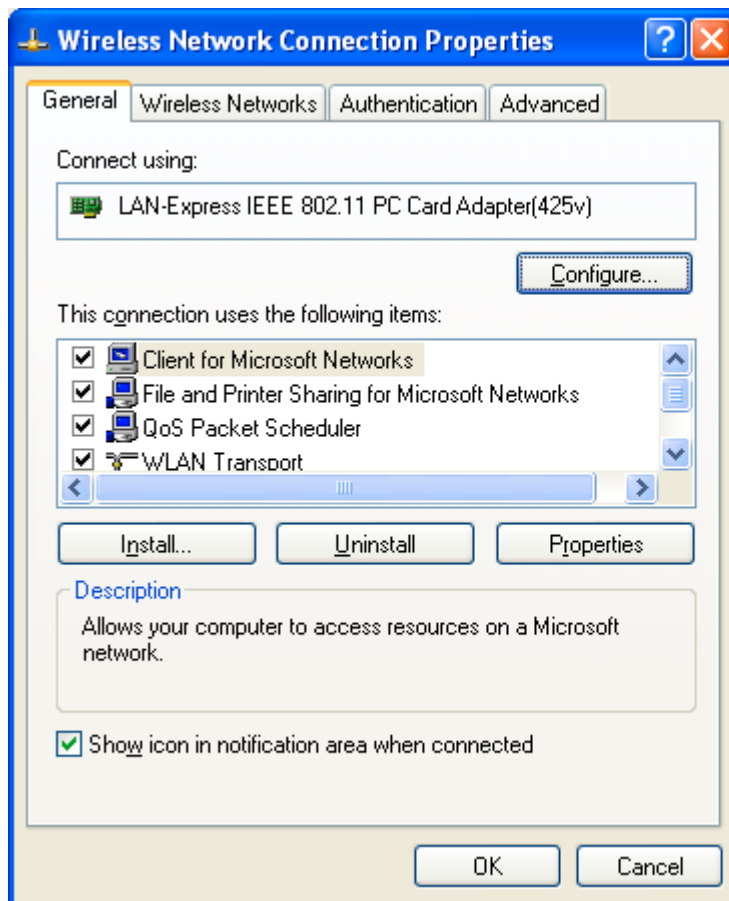 Wireless Network Connection Properties
General Wireless Networks Authentication Advanced
Connect using:
LAN-Express IEEE 802.11 PC Card Adapter(425v)
Configure...
This connection uses the following items:
Client for Microsoft Networks
File and Printer Sharing for Microsoft Networks
QoS Packet Scheduler
WLAN Transport
Install... Uninstall Properties
Description
Allows your computer to access resources on a Microsoft
network.
Show icon in notification area when connected
OK Cancel